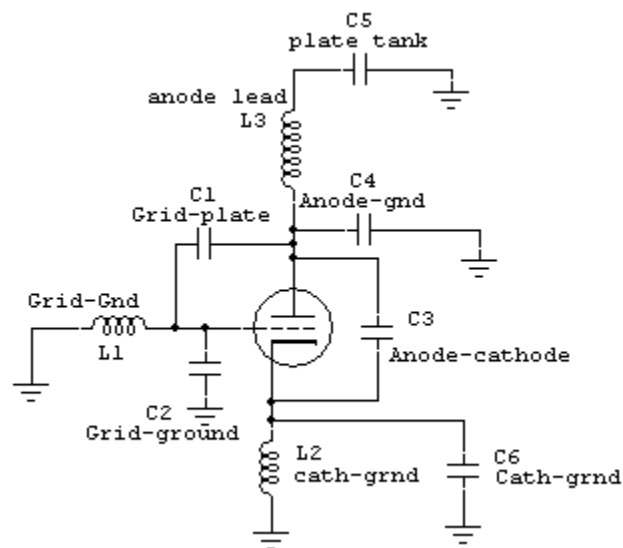 C5
plate tank
anode lead
L3
C1
Grid-plate
C4
Anode-gnd
Grid-Gnd
L1
C3
Anode-cathode
C2
Grid-ground
L2
cath-grnd
C6
Cath-grnd